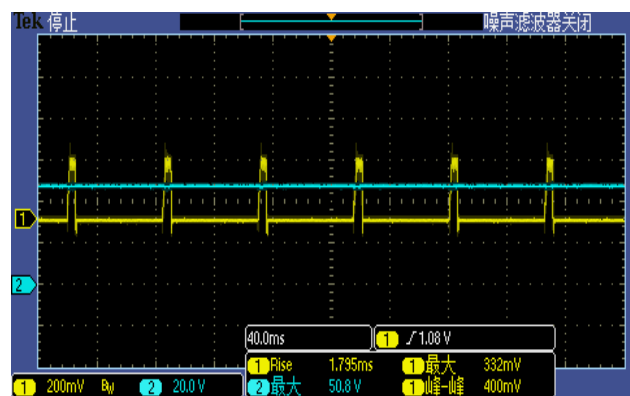 Tek 停止 噪声滤波器关闭
1
2
40.0ms 1 1.08 V
1 Rise 1.795ms 1 最大 332mV
1 200mV BW 2 20.0 V 2 最大 50.8 V 1 峰-峰 400mV